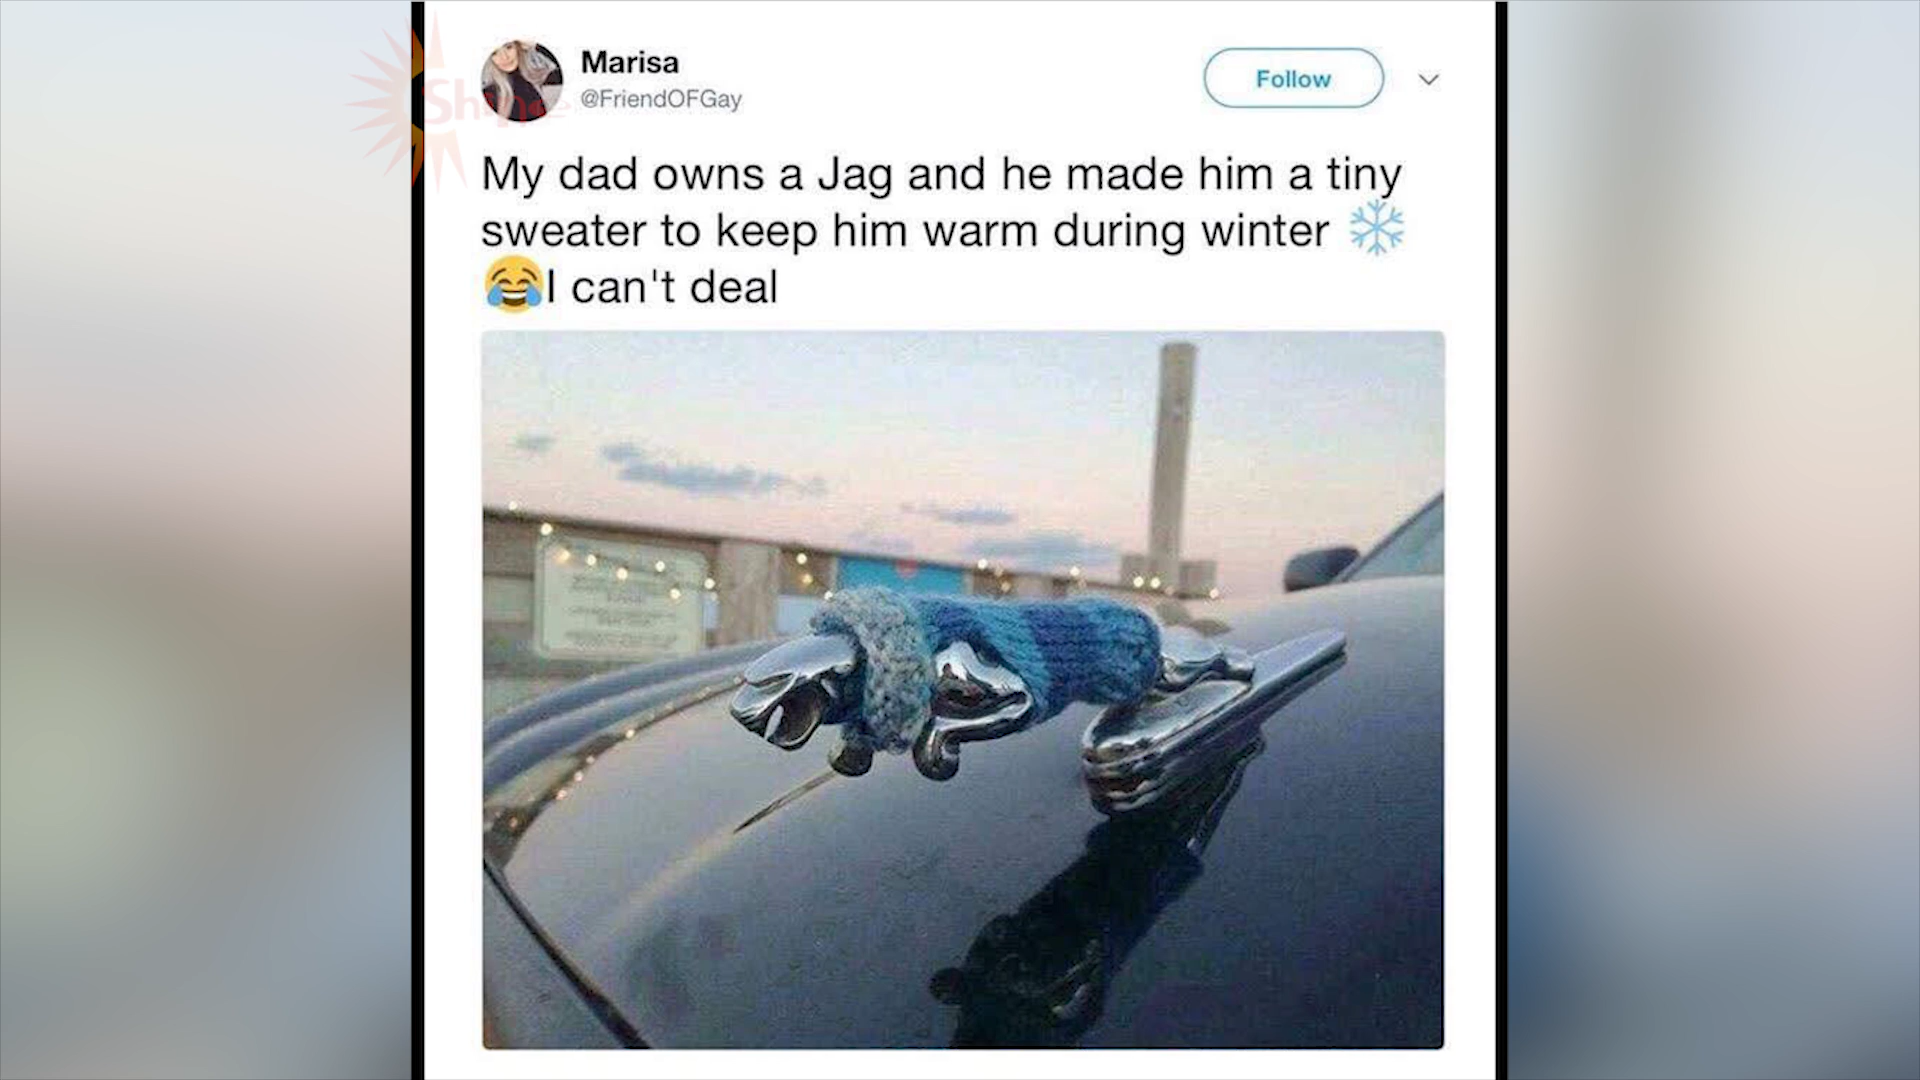 Shine
Marisa
@FriendOFGay
Follow
My dad owns a Jag and he made him a tiny
sweater to keep him warm during winter ❄️
😂I can't deal